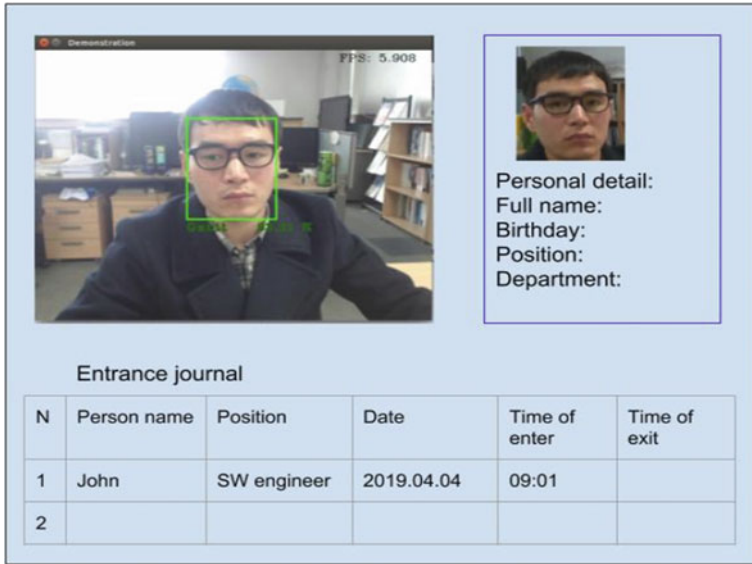 Demonstration
FPS: 5.908
Personal detail:
Full name:
Birthday:
Position:
Department:
Entrance journal
N Person name Position Date Time of enter Time of exit
1 John SW engineer 2019.04.04 09:01
2